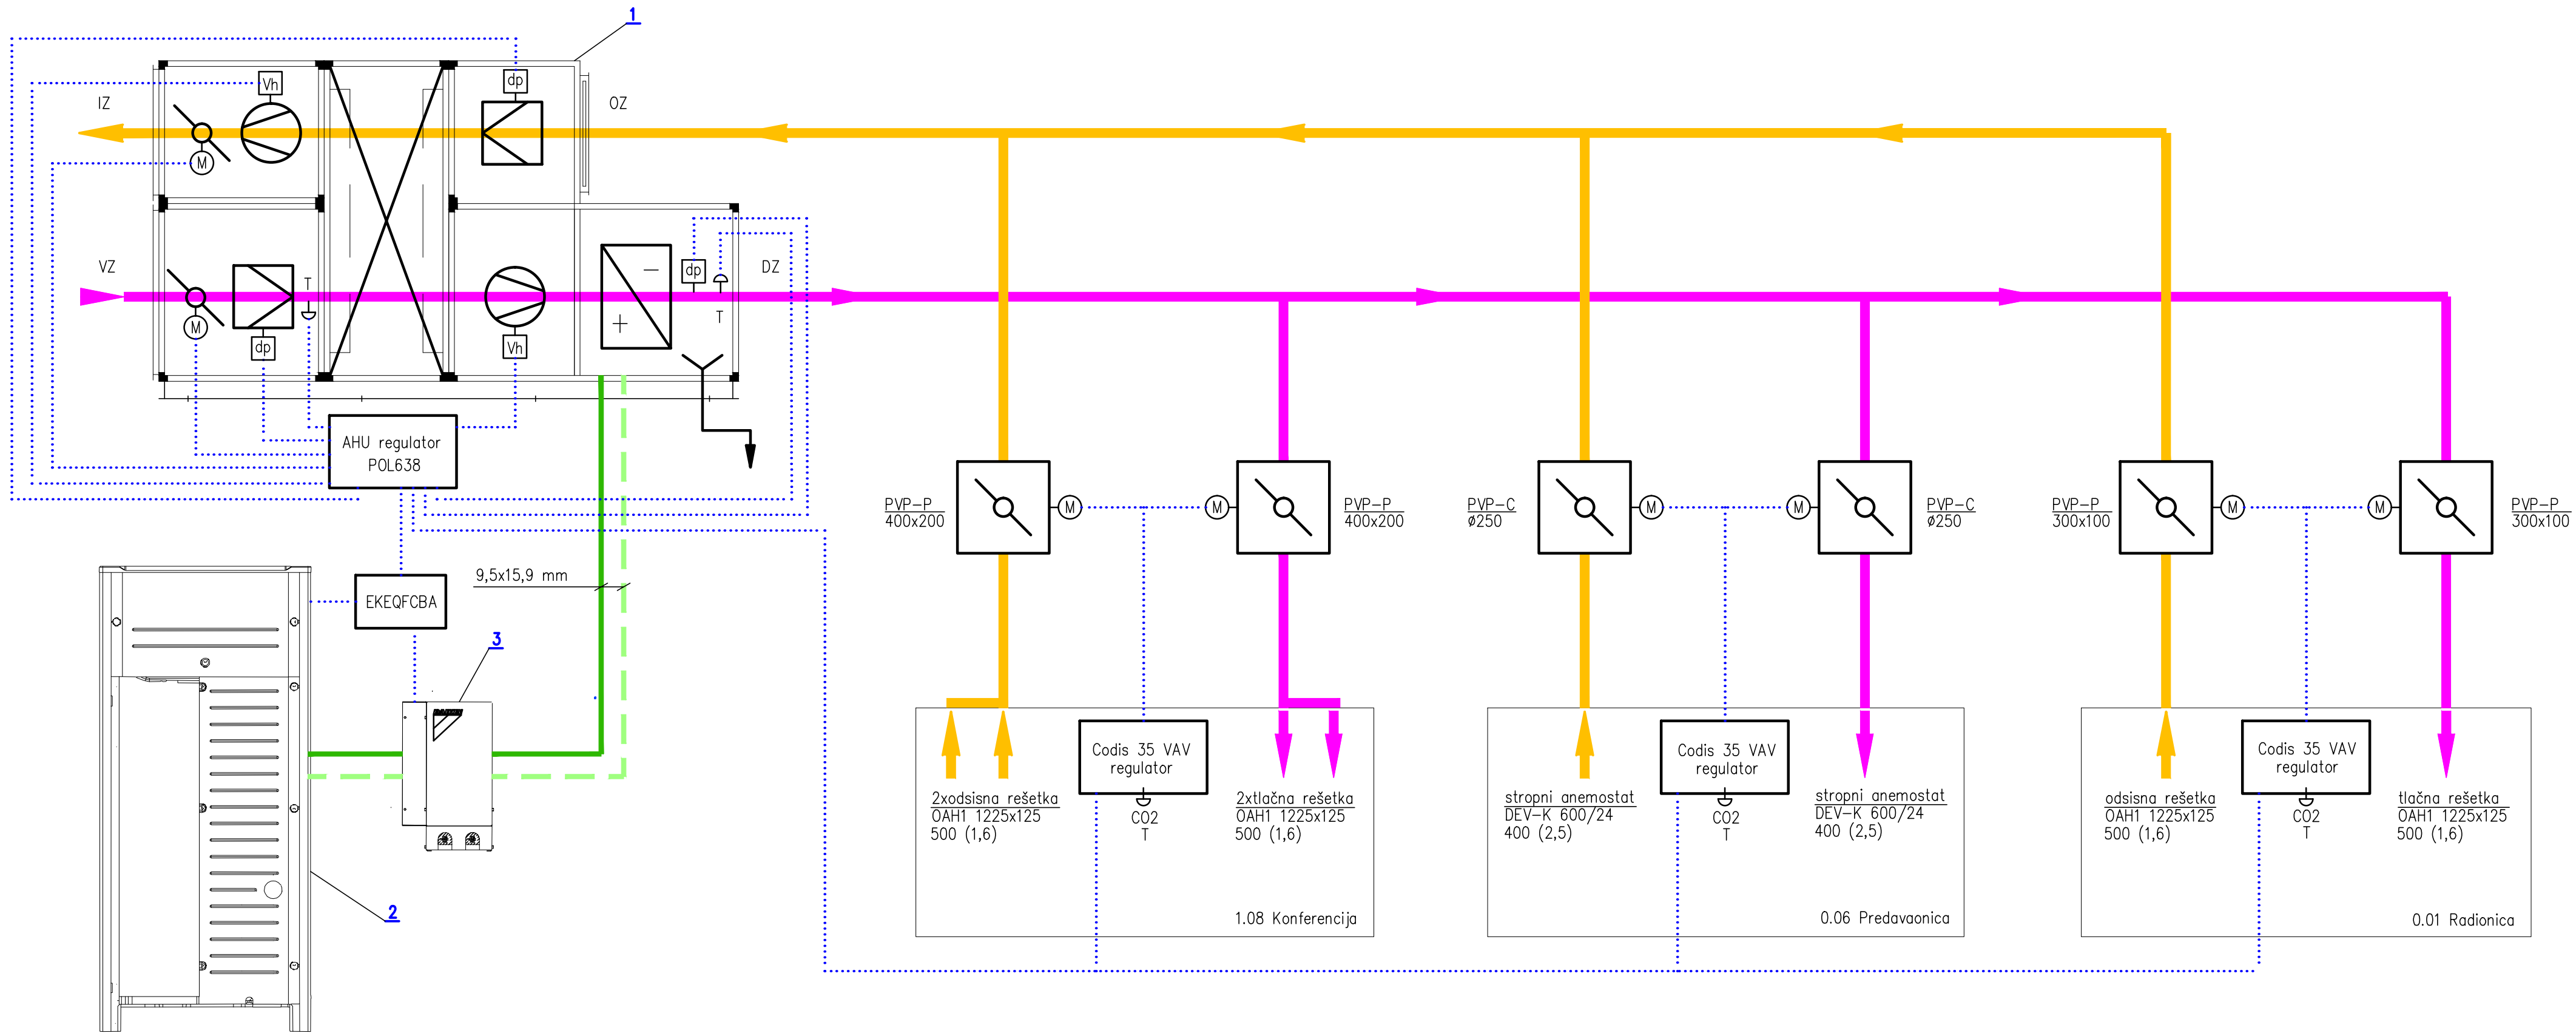 1
IZ
Vh
dp
OZ
M
VZ
T
dp
DZ
M
dp
Vh
T
AHU regulator
POL638
PVP-P
400x200
M
M
PVP-P
400x200
PVP-C
ø250
M
M
PVP-C
ø250
PVP-P
300x100
M
M
PVP-P
300x100
9,5x15,9 mm
EKEQFCBA
3
DAIKIN
2
Codis 35 VAV
regulator
CO2
T
2xodsisna rešetka
OAH1 1225x125
500 (1,6)
2xtlačna rešetka
OAH1 1225x125
500 (1,6)
1.08 Konferencija
Codis 35 VAV
regulator
CO2
T
stropni anemostat
DEV-K 600/24
400 (2,5)
stropni anemostat
DEV-K 600/24
400 (2,5)
0.06 Predavaonica
Codis 35 VAV
regulator
CO2
T
odsisna rešetka
OAH1 1225x125
500 (1,6)
tlačna rešetka
OAH1 1225x125
500 (1,6)
0.01 Radionica